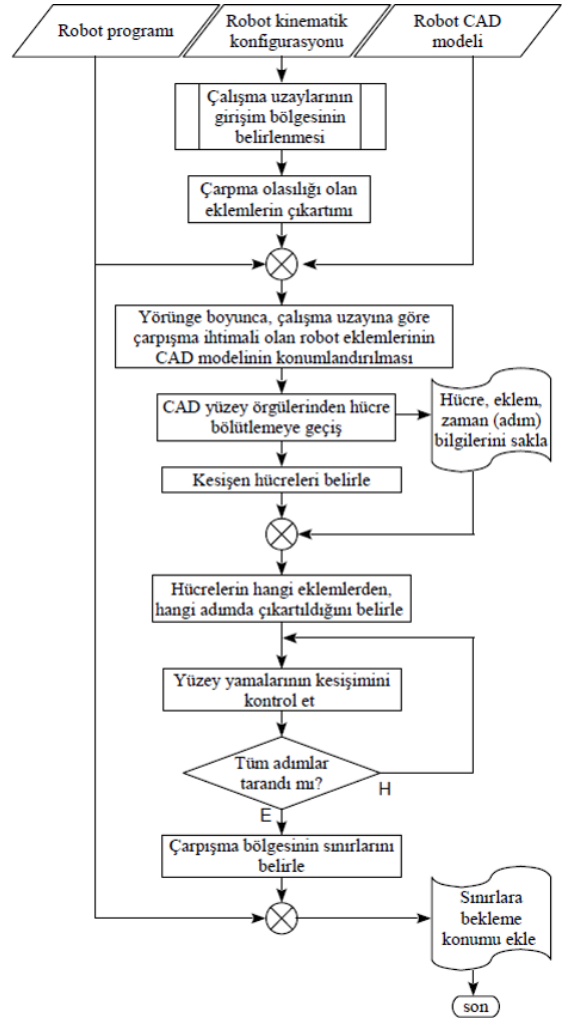 Robot programı
Robot kinematik
konfigurasyonu
Robot CAD
modeli
Çalışma uzaylarının
girişim bölgesinin
belirlenmesi
Çarpma olasılığı olan
eklemlerin çıkartımı
Yörünge boyunca, çalışma uzayına göre
çarpışma ihtimali olan robot eklemlerinin
CAD modelinin konumlandırılması
CAD yüzey örgülerinden hücre
bölütlemeye geçiş
Hücre, eklem,
zaman (adım)
bilgilerini sakla
Kesişen hücreleri belirle
Hücrelerin hangi eklemlerden,
hangi adımda çıkartıldığını belirle
Yüzey yamalarının kesişimini
kontrol et
Tüm adımlar
tarandı mı?
H
E
Çarpışma bölgesinin sınırlarını
belirle
Sınırlara
bekleme
konumu ekle
son